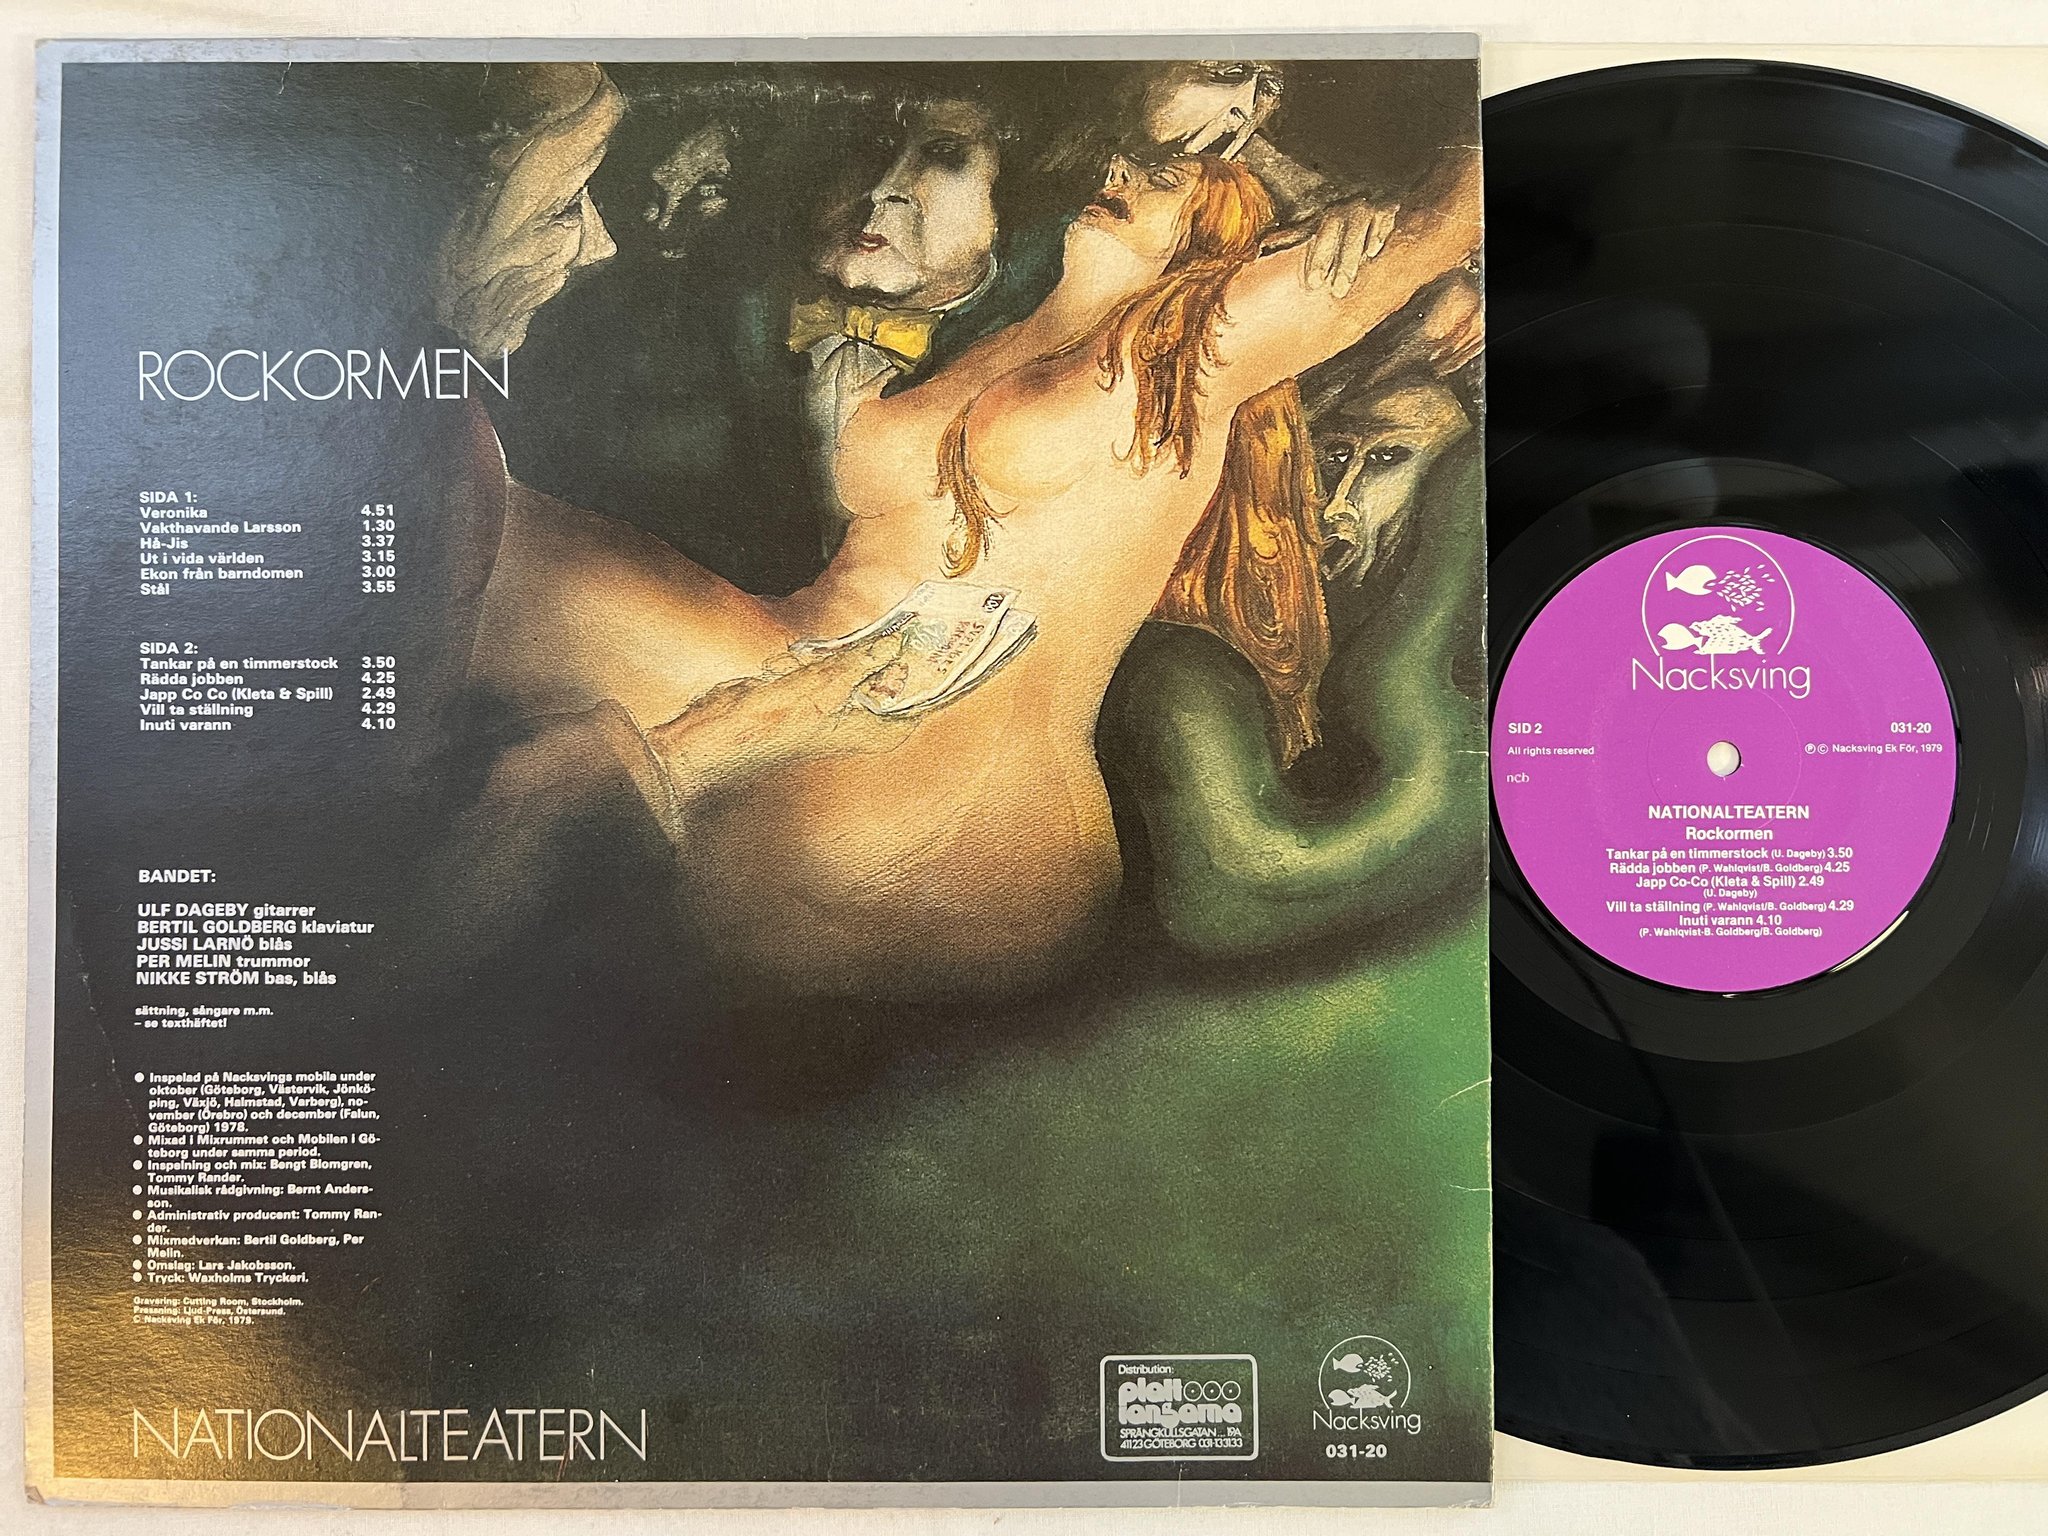 ROCKORMEN
SIDA 1:
Veronika 4.51
Vakthavande Larsson 1.30
Hå-Jis 3.37
Ut i vida världen 3.15
Ekon från barndomen 3.00
Stål 3.55
SIDA 2:
Tankar på en timmerstock 3.50
Rädda jobben 4.25
Japp Co Co (Kleta & Spill) 2.49
Vill ta ställning 4.29
Inuti varann 4.10
BANDET:
ULF DAGEBY gitarrer
BERTIL GOLDBERG klaviatur
JUSSI LARNÖ blås
PER MELIN trummor
NIKKE STRÖM bas, blås
sättning, sångare m.m.
– se texthäftet!
● Inspelad på Nacksvings mobila under
oktober (Göteborg, Västervik, Jönkö-
ping, Växjö, Halmstad, Varberg), no-
vember (Örebro) och december (Falun,
Göteborg) 1978.
● Mixad i Mixrummet och Mobilen i Gö-
teborg under samma period.
● Inspelning och mix: Bengt Blomgren,
Tommy Rander.
● Musikalisk rådgivning: Bernt Anders-
son.
● Administrativ producent: Tommy Ran-
der.
● Mixmedverkan: Bertil Goldberg, Per
Melin.
● Omslag: Lars Jakobsson.
● Tryck: Waxholms Tryckeri.
Gravering: Cutting Room, Stockholm.
Pressning: Ljud-Press, Östersund.
© Nacksving Ek För, 1979.
NATIONALTEATERN
Distribution:
plattlangarna
SPRÄNGKULLSGATAN...19A
41123 GÖTEBORG 031-133133
Nacksving
031-20
Nacksving
SID 2 031-20
All rights reserved ℗ © Nacksving Ek För, 1979
ncb
NATIONALTEATERN
Rockormen
Tankar på en timmerstock (U. Dageby) 3.50
Rädda jobben (P. Wahlqvist/B. Goldberg) 4.25
Japp Co-Co (Kleta & Spill) 2.49
(U. Dageby)
Vill ta ställning (P. Wahlqvist/B. Goldberg) 4.29
Inuti varann 4.10
(P. Wahlqvist-B. Goldberg/B. Goldberg)